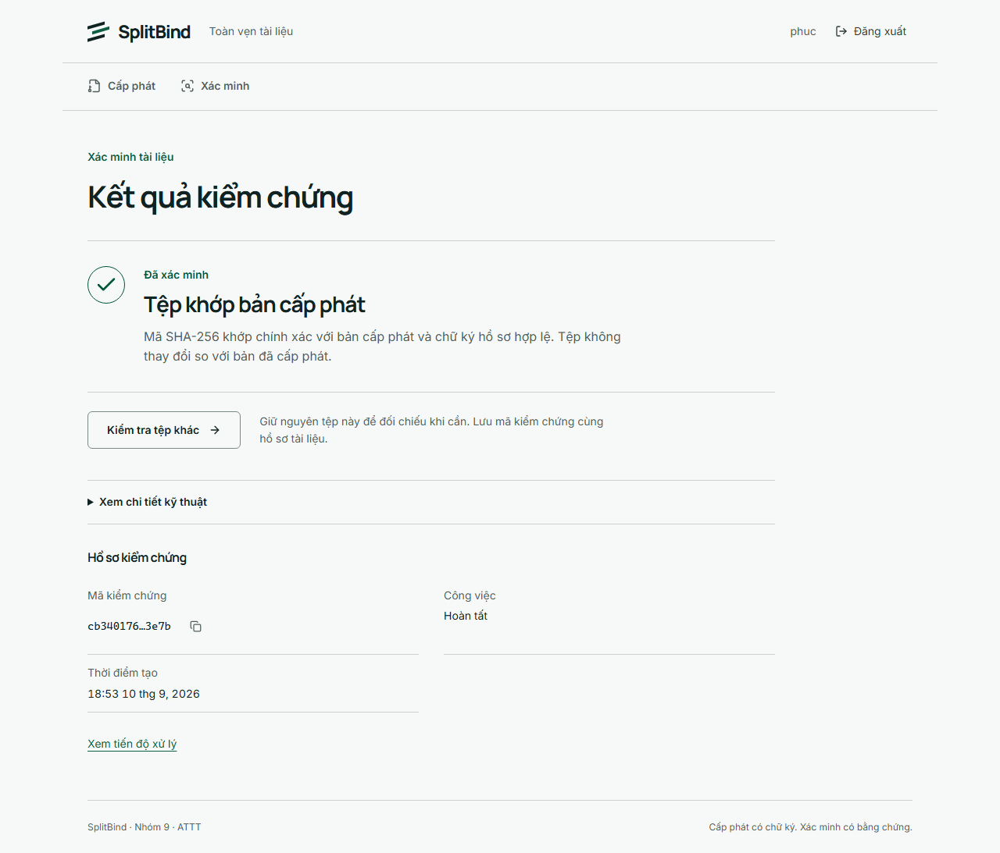 SplitBind
Toàn vẹn tài liệu
phuc
Đăng xuất
Cấp phát
Xác minh
Xác minh tài liệu
Kết quả kiểm chứng
Đã xác minh
Tệp khớp bản cấp phát
Mã SHA-256 khớp chính xác với bản cấp phát và chữ ký hồ sơ hợp lệ. Tệp không
thay đổi so với bản đã cấp phát.
Kiểm tra tệp khác
Giữ nguyên tệp này để đối chiếu khi cần. Lưu mã kiểm chứng cùng
hồ sơ tài liệu.
Xem chi tiết kỹ thuật
Hồ sơ kiểm chứng
Mã kiểm chứng
cb340176…3e7b
Công việc
Hoàn tất
Thời điểm tạo
18:53 10 thg 9, 2026
Xem tiến độ xử lý
SplitBind · Nhóm 9 · ATTT
Cấp phát có chữ ký. Xác minh có bằng chứng.